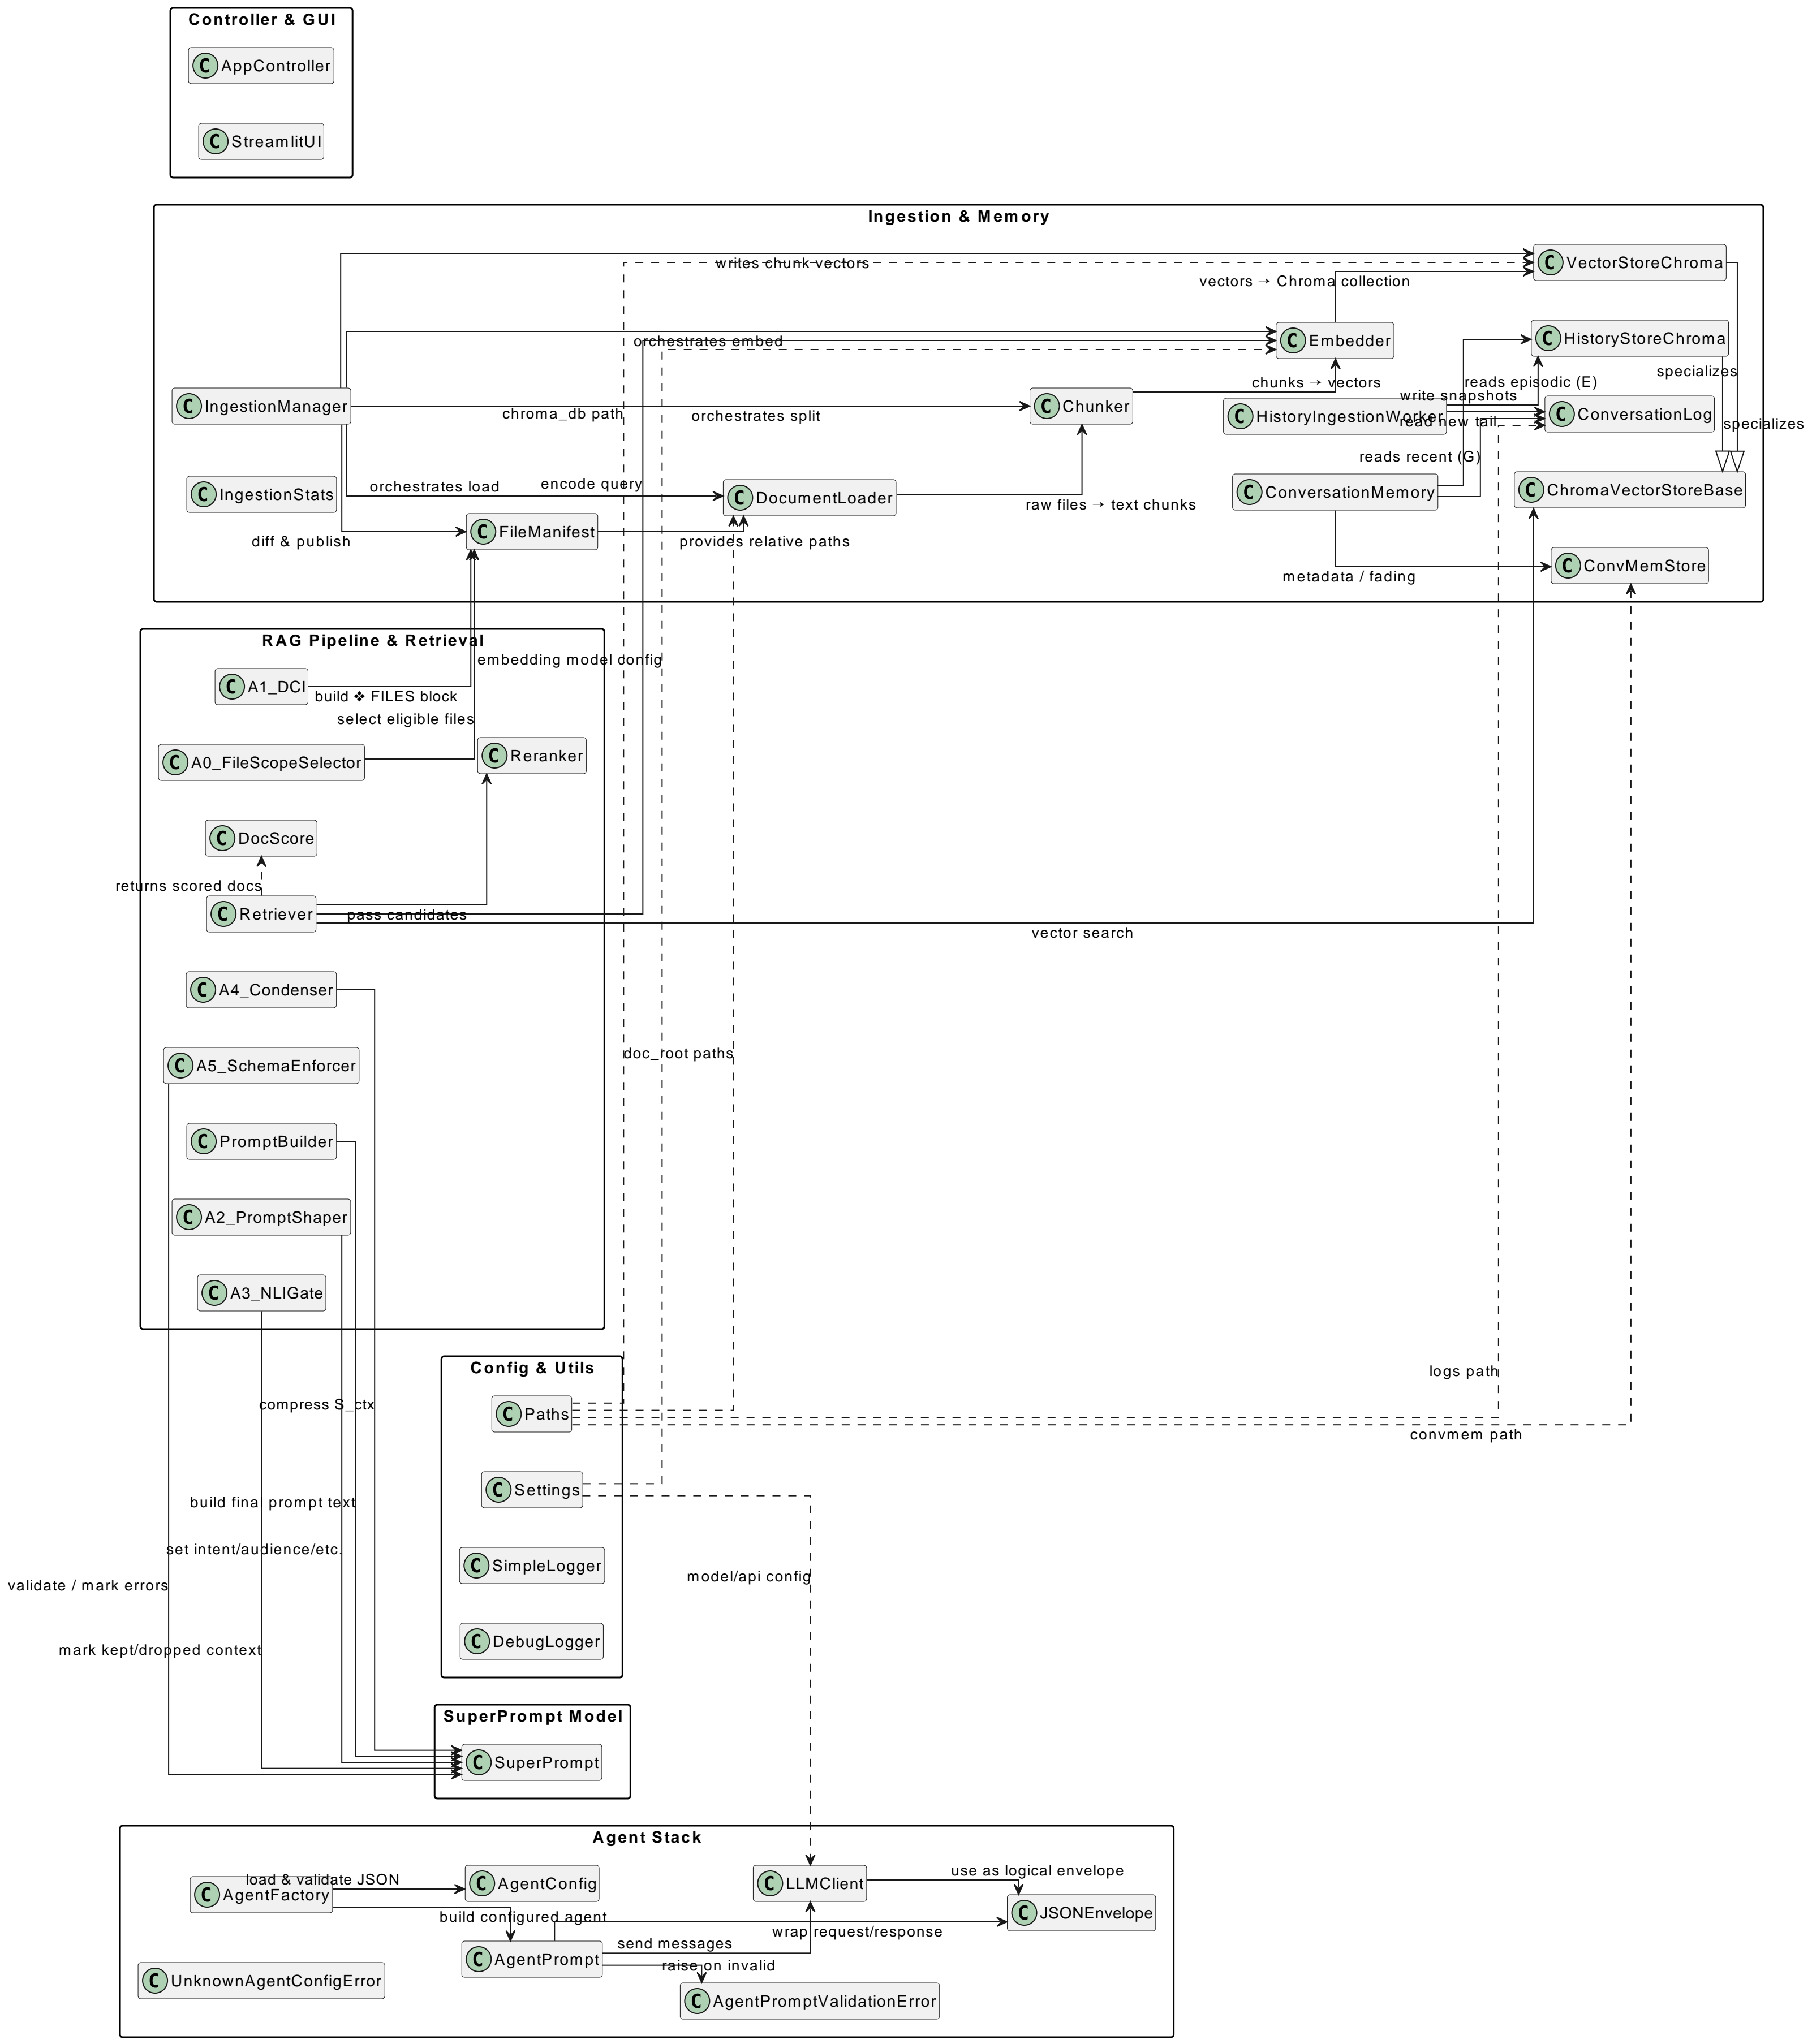 Controller & GUI
C AppController
C StreamlitUI
Ingestion & Memory
C VectorStoreChroma
writes chunk vectors
vectors → Chroma collection
C HistoryStoreChroma
C Embedder
orchestrates embed
specializes
chunks → vectors
reads episodic (E)
write snapshots
C IngestionManager
C Chunker
C HistoryIngestionWorker
C ConversationLog
chroma_db path
orchestrates split
read new tail
specializes
reads recent (G)
C IngestionStats
orchestrates load
encode query
C DocumentLoader
C ConversationMemory
C ChromaVectorStoreBase
raw files → text chunks
C FileManifest
diff & publish
provides relative paths
C ConvMemStore
metadata / fading
RAG Pipeline & Retrieval
embedding model config
C A1_DCI
build ❖ FILES block
select eligible files
C A0_FileScopeSelector
C Reranker
C DocScore
returns scored docs
C Retriever
pass candidates
vector search
C A4_Condenser
doc_root paths
C A5_SchemaEnforcer
C PromptBuilder
C A2_PromptShaper
C A3_NLIGate
Config & Utils
logs path
compress S_ctx
C Paths
convmem path
C Settings
build final prompt text
set intent/audience/etc.
C SimpleLogger
model/api config
validate / mark errors
C DebugLogger
mark kept/dropped context
SuperPrompt Model
C SuperPrompt
Agent Stack
load & validate JSON
use as logical envelope
C AgentFactory
C AgentConfig
C LLMClient
C JSONEnvelope
build configured agent
wrap request/response
send messages
C AgentPrompt
raise on invalid
C UnknownAgentConfigError
C AgentPromptValidationError